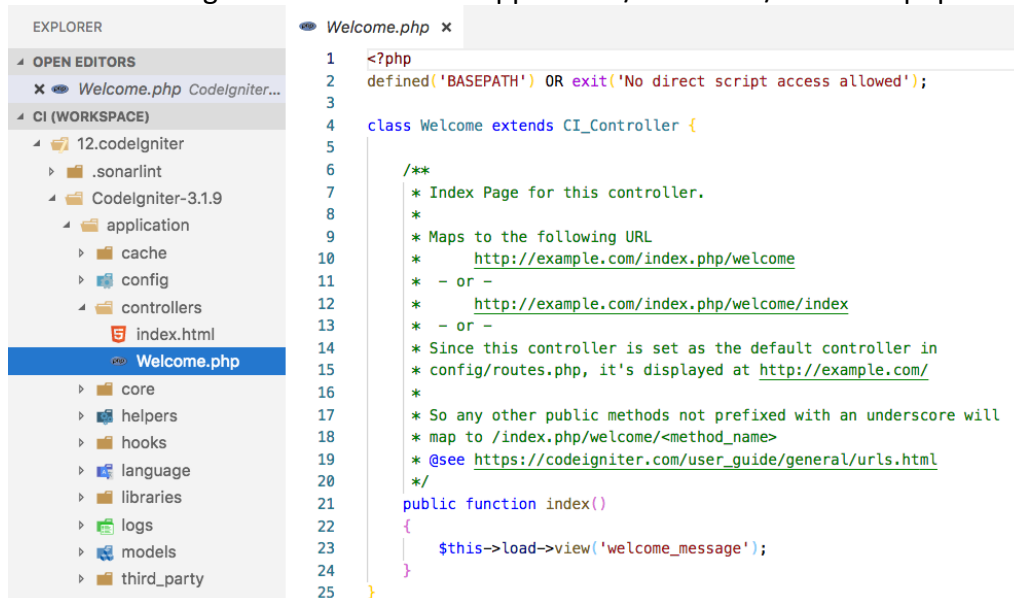 EXPLORER
OPEN EDITORS
Welcome.php CodeIgniter...
CI (WORKSPACE)
12.codeIgniter
.sonarlint
CodeIgniter-3.1.9
application
cache
config
controllers
index.html
Welcome.php
core
helpers
hooks
language
libraries
logs
models
third_party
Welcome.php ×
1 <?php
2 defined('BASEPATH') OR exit('No direct script access allowed');
3
4 class Welcome extends CI_Controller {
5
6 /**
7 * Index Page for this controller.
8 *
9 * Maps to the following URL
10 * http://example.com/index.php/welcome
11 * - or -
12 * http://example.com/index.php/welcome/index
13 * - or -
14 * Since this controller is set as the default controller in
15 * config/routes.php, it's displayed at http://example.com/
16 *
17 * So any other public methods not prefixed with an underscore will
18 * map to /index.php/welcome/<method_name>
19 * @see https://codeigniter.com/user_guide/general/urls.html
20 */
21 public function index()
22 {
23 $this->load->view('welcome_message');
24 }
25 }